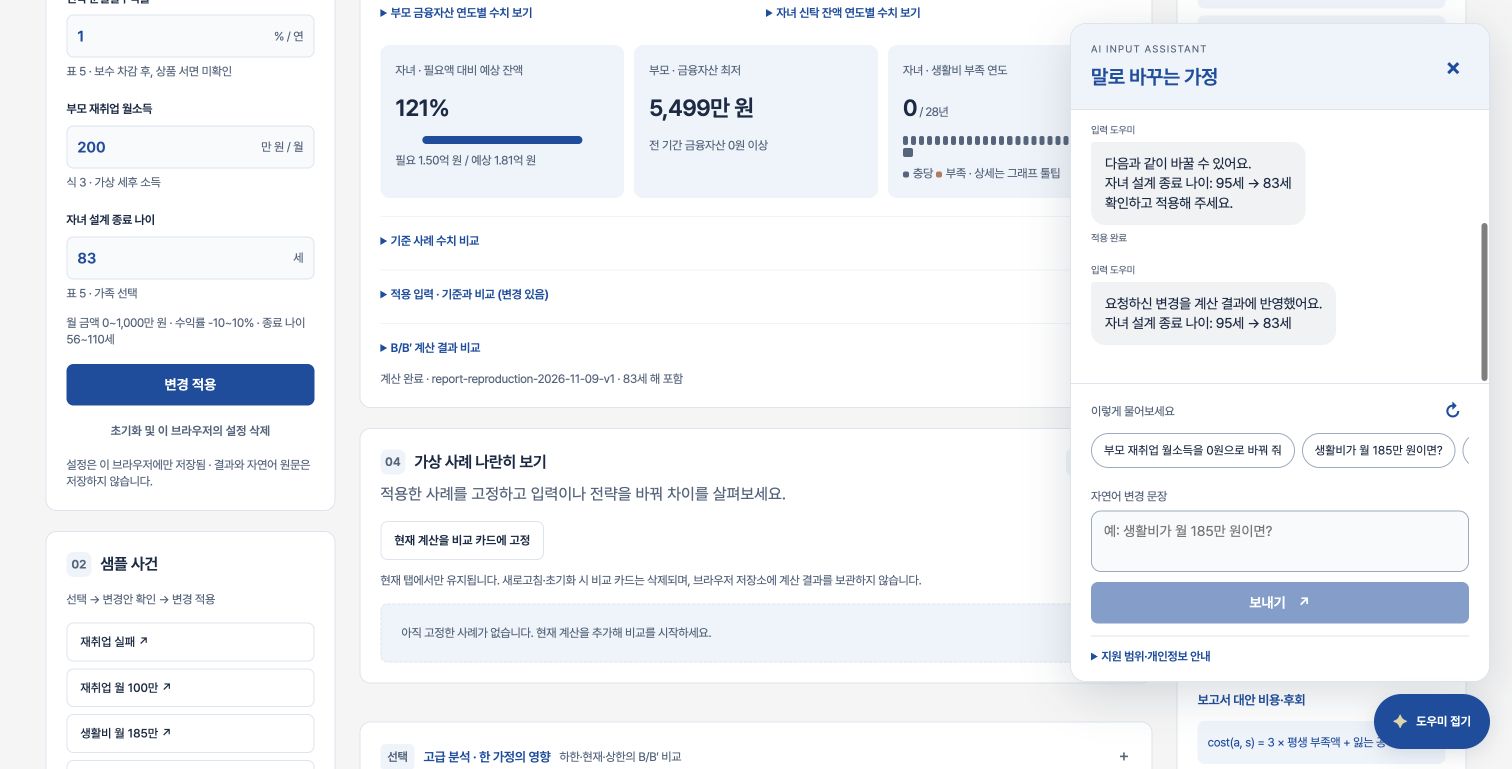 1
% / 연
표 5 · 보수 차감 후, 상품 서면 미확인
부모 재취업 월소득
200
만 원 / 월
식 3 · 가상 세후 소득
자녀 설계 종료 나이
83
세
표 5 · 가족 선택
월 금액 0~1,000만 원 · 수익률 -10~10% · 종료 나이
56~110세
변경 적용
초기화 및 이 브라우저의 설정 삭제
설정은 이 브라우저에만 저장됨 · 결과와 자연어 원문은
저장하지 않습니다.
02 샘플 사건
선택 → 변경안 확인 → 변경 적용
재취업 실패 ↗
재취업 월 100만 ↗
생활비 월 185만 ↗
▶ 부모 금융자산 연도별 수치 보기
▶ 자녀 신탁 잔액 연도별 수치 보기
자녀 · 필요액 대비 예상 잔액
121%
필요 1.50억 원 / 예상 1.81억 원
부모 · 금융자산 최저
5,499만 원
전 기간 금융자산 0원 이상
자녀 · 생활비 부족 연도
0 / 28년
충당 부족 · 상세는 그래프 툴팁
▶ 기준 사례 수치 비교
▶ 적용 입력 · 기준과 비교 (변경 있음)
▶ B/B′ 계산 결과 비교
계산 완료 · report-reproduction-2026-11-09-v1 · 83세 해 포함
04 가상 사례 나란히 보기
적용한 사례를 고정하고 입력이나 전략을 바꿔 차이를 살펴보세요.
현재 계산을 비교 카드에 고정
현재 탭에서만 유지됩니다. 새로고침·초기화 시 비교 카드는 삭제되며, 브라우저 저장소에 계산 결과를 보관하지 않습니다.
아직 고정한 사례가 없습니다. 현재 계산을 추가해 비교를 시작하세요.
선택 고급 분석 · 한 가정의 영향 하한·현재·상한의 B/B′ 비교 +
AI INPUT ASSISTANT
말로 바꾸는 가정
×
입력 도우미
다음과 같이 바꿀 수 있어요.
자녀 설계 종료 나이: 95세 → 83세
확인하고 적용해 주세요.
적용 완료
입력 도우미
요청하신 변경을 계산 결과에 반영했어요.
자녀 설계 종료 나이: 95세 → 83세
이렇게 물어보세요
부모 재취업 월소득을 0원으로 바꿔 줘
생활비가 월 185만 원이면?
자연어 변경 문장
예: 생활비가 월 185만 원이면?
보내기 ↗
▶ 지원 범위·개인정보 안내
보고서 대안 비용·후회
cost(a, s) = 3 × 평생 부족액 + 잃는
도우미 접기